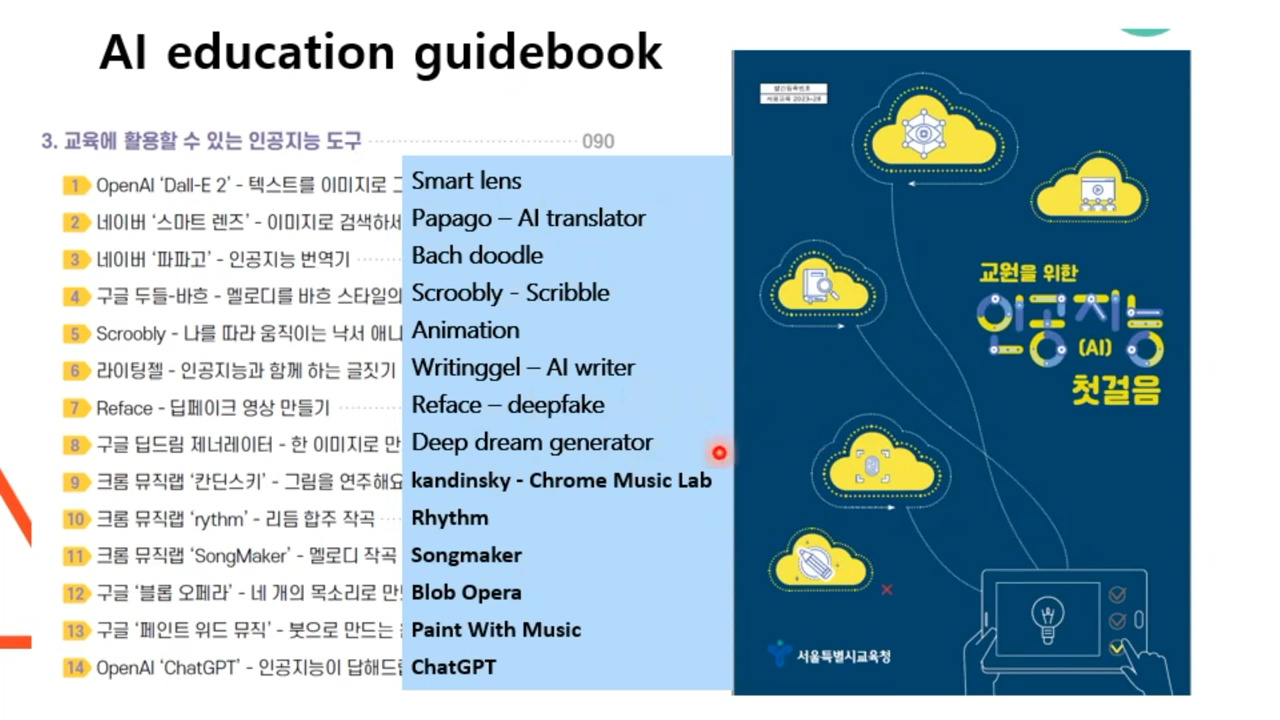 AI education guidebook
3. 교육에 활용할 수 있는 인공지능 도구 090
1 OpenAI ‘Dall-E 2’ - 텍스트를 이미지로
2 네이버 ‘스마트 렌즈’ - 이미지로 검색하세
3 네이버 ‘파파고’ - 인공지능 번역기
4 구글 두들-바흐 - 멜로디를 바흐 스타일의
5 Scroobly - 나를 따라 움직이는 낙서 애니
6 라이팅젤 - 인공지능과 함께 하는 글짓기
7 Reface - 딥페이크 영상 만들기
8 구글 딥드림 제너레이터 - 한 이미지로 만
9 크롬 뮤직랩 ‘칸딘스키’ - 그림을 연주해요
10 크롬 뮤직랩 ‘rythm’ - 리듬 합주 작곡
11 크롬 뮤직랩 ‘SongMaker’ - 멜로디 작곡
12 구글 ‘블롭 오페라’ - 네 개의 목소리로
13 구글 ‘페인트 위드 뮤직’ - 붓으로 만드는
14 OpenAI ‘ChatGPT’ - 인공지능이
Smart lens
Papago – AI translator
Bach doodle
Scroobly - Scribble
Animation
Writinggel – AI writer
Reface – deepfake
Deep dream generator
kandinsky - Chrome Music Lab
Rhythm
Songmaker
Blob Opera
Paint With Music
ChatGPT
발간등록번호
서울교육 2023-28
교원을 위한
인공지능
(AI)
첫걸음
서울특별시교육청